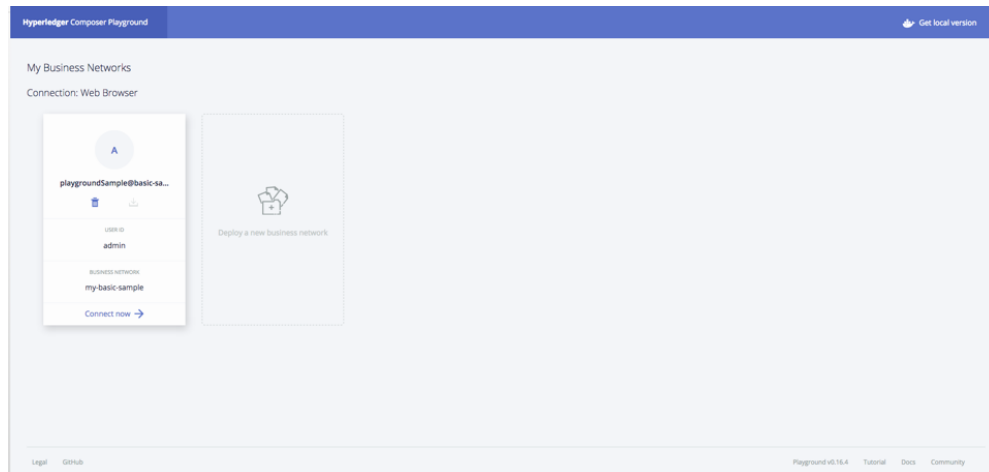 Hyperledger Composer Playground
Get local version
My Business Networks
Connection: Web Browser
A
playgroundSample@basic-sa...
USER ID
admin
BUSINESS NETWORK
my-basic-sample
Connect now
Deploy a new business network
Legal
GitHub
Playground v0.16.4
Tutorial
Docs
Community